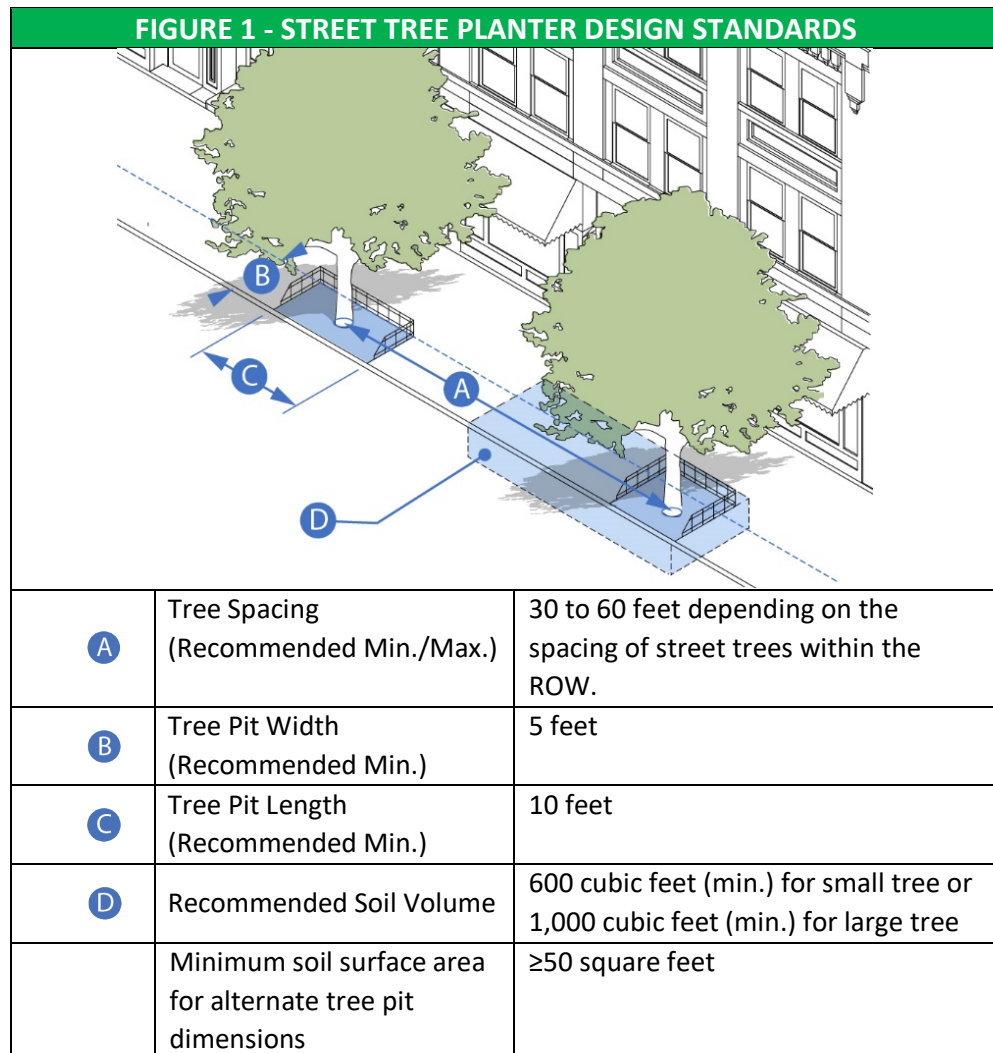 FIGURE 1 - STREET TREE PLANTER DESIGN STANDARDS
B
C
A
D
A
Tree Spacing
(Recommended Min./Max.)
30 to 60 feet depending on the
spacing of street trees within the
ROW.
B
Tree Pit Width
(Recommended Min.)
5 feet
C
Tree Pit Length
(Recommended Min.)
10 feet
D
Recommended Soil Volume
600 cubic feet (min.) for small tree or
1,000 cubic feet (min.) for large tree
Minimum soil surface area
for alternate tree pit
dimensions
≥50 square feet